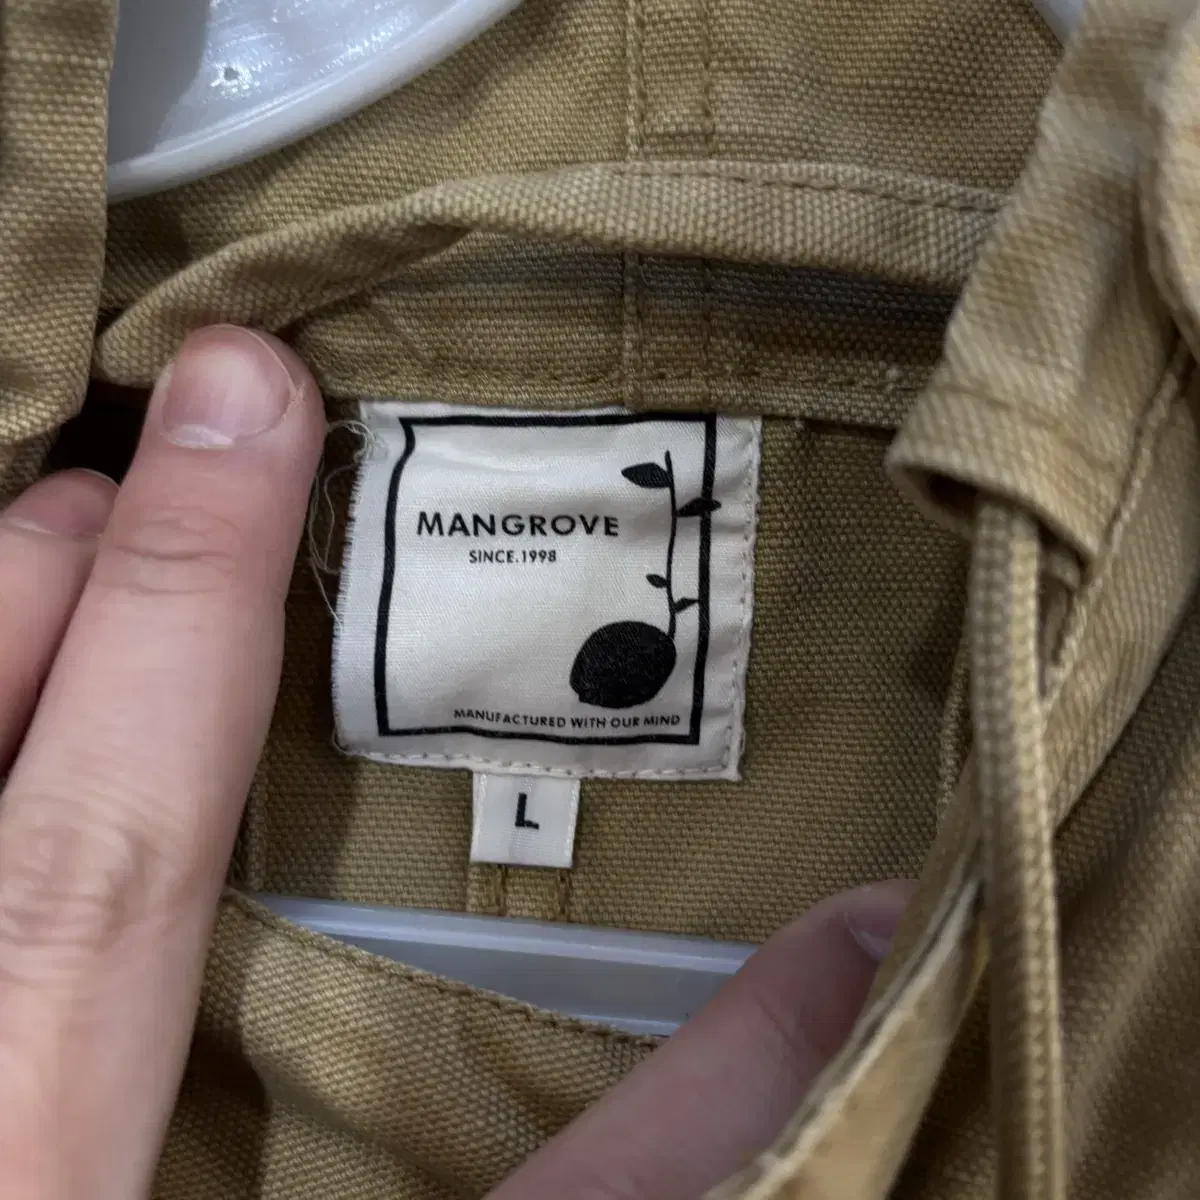 MANGROVE
SINCE.1998
MANUFACTURED WITH OUR MIND
L